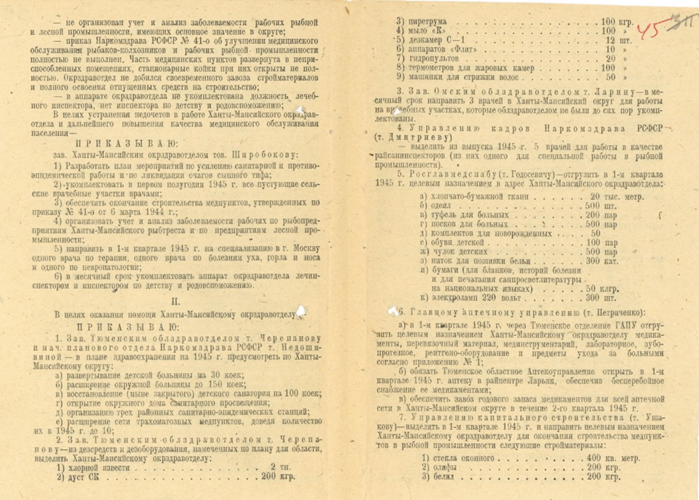 — не организован учет и анализ заболеваемости рабочих рыбной
и лесной промышленности, имеющих основное значение в округе;
— приказ Наркомздрава РСФСР № 41-о об улучшении медицинского
обслуживания рыбаков-колхозников и рабочих рыбной промышленности
полностью не выполнен. Часть медицинских пунктов развернута в неприспособленных помещениях, стационарные койки при них открыты не полностью. Окрздравотдел не добился своевременного завоза стройматериалов
и полного освоения отпущенных средств на строительство;
— в аппарате окрздравотдела не укомплектована должность лечебного инспектора, нет инспектора по детству и родовспоможению;
В целях устранения недочетов в работе Ханты-Мансийского окрздравотдела и дальнейшего повышения качества медицинского обслуживания
населения—
ПРИКАЗЫВАЮ:
зав. Ханты-Мансийским окрздравотделом тов. Широбокову:
1) Разработать план мероприятий по усилению санитарной и противоэпидемической работы и по ликвидации очагов сыпного тифа;
2) укомплектовать в первом полугодии 1945 г. все пустующие сельские врачебные участки врачами;
3) обеспечить окончание строительства медпунктов, утвержденных по
приказу № 41-о от 6 марта 1944 г.;
4) организовать учет и анализ заболеваемости рабочих по рыбопредприятиям Ханты-Мансийского рыбтреста и по предприятиям лесной промышленности;
5) направить в 1-м квартале 1945 г. на специализацию в г. Москву
одного врача по терапии, одного врача по болезням уха, горла и носа
и одного по невропатологии;
6) в месячный срок укомплектовать аппарат окрздравотдела лечинспектором и инспектором по детству и родовспоможению.
II.
В целях оказания помощи Ханты-Мансийскому окрздравотделу
ПРИКАЗЫВАЮ:
1. Зав. Тюменским облздравотделом т. Черепанову
и нач. планового отдела Наркомздрава РСФСР т.
— в плане здравоохранения на 1945 г. предусмотреть по Ханты-Мансийскому округу:
а) развертывание детской больницы на 30 коек;
б) расширение окружной больницы до 150 коек;
в) восстановление (ныне закрытого) детского санатория на 100 коек;
г) открытие окружного дома санитарного просвещения;
д) организацию трех районных санитарно-эпидемических станций;
е) расширение сети трахоматозных медпунктов, доведя количество
их в 1945 г. до 10;
2. Зав. Тюменским облздравотделом т. Черепанову—из дезсредств и дезоборудования, намеченных по плану для области,
выделить Ханты-Мансийскому окрздравотделу:
1) хлорной извести . . . . . 2 тн.
2) дуст СК . . . . . 200 кгр.
3) пиретрума . . . . . 100 кгр.
4) мыло «К» . . . . . 100 »
5) дезкамер С—1 . . . . . 12 шт.
6) аппаратов «Флит» . . . . . 10 »
7) гидропультов . . . . . 20 »
8) термометров для жаровых камер . . . . . 100 »
9) машинки для стрижки волос . . . . . 50 »
45
3. Зав. Омским облздравотделом т. Ларину—в месячный срок направить 3 врачей в Ханты-Мансийский округ для работы
на врачебных участках, которые облздравотделом не были до сих пор укомплектованы.
4. Управлению кадров Наркомздрава РСФСР
(т. Дмитриеву)
— выделить из выпуска 1945 г. 5 врачей для работы в качестве
райсанинспекторов (из них одного для специальной работы в рыбной
промышленности).
5. Росглавмедснабу (т. Годосевичу)—отгрузить в 1-м квартале
1945 г. целевым назначением в адрес Ханты-Мансийского окрздравотдела:
а) хлопчато-бумажной ткани . . . . . 20 тыс. метр.
б) одеял . . . . . 500 шт.
в) туфель для больных . . . . . 200 пар
г) носков для больных . . . . . 500 пар
д) комплектов для новорожденных . . . . . 50
е) обуви детской . . . . . 100 пар
ж) чулок детских . . . . . 500 пар
з) ниток для починки белья . . . . . 300 кат.
и) бумаги (для бланков, историй болезни
и для печатания санпросветлитературы
на национальных языках) . . . . . 50 клгр.
к) электроламп 220 вольт . . . . . 300 шт.
6. Главному аптечному управлению (т. Петраченко):
а) в 1-м квартале 1945 г. через Тюменское отделение ГАПУ отгрузить целевым назначением Ханты-Мансийскому окрздравотделу медикаменты, перевязочный материал, мединструментарий, лабораторное, зубопротезное, рентгено-оборудование и предметы ухода за больными
согласно приложению № 1;
б) обязать Тюменское областное Аптекоуправление открыть в 1-м
квартале 1945 г. аптеку в райцентре Ларьяк, обеспечив бесперебойное
снабжение ее медикаментами;
в) обеспечить завоз годового запаса медикаментов для всей аптечной
сети в Ханты-Мансийском округе в течение 2-го квартала 1945 г.
7. Управлению капитального строительства (т. Ушакову)—выделить в 1-м квартале 1945 г. и направить целевым назначением
Ханты-Мансийскому окрздравотделу для окончания строительства медпунктов в рыбной промышленности следующие стройматериалы:
1) стекла оконного . . . . . 400 кв. метр.
2) олифы . . . . . 200 кгр.
3) белил . . . . . 200 кгр.